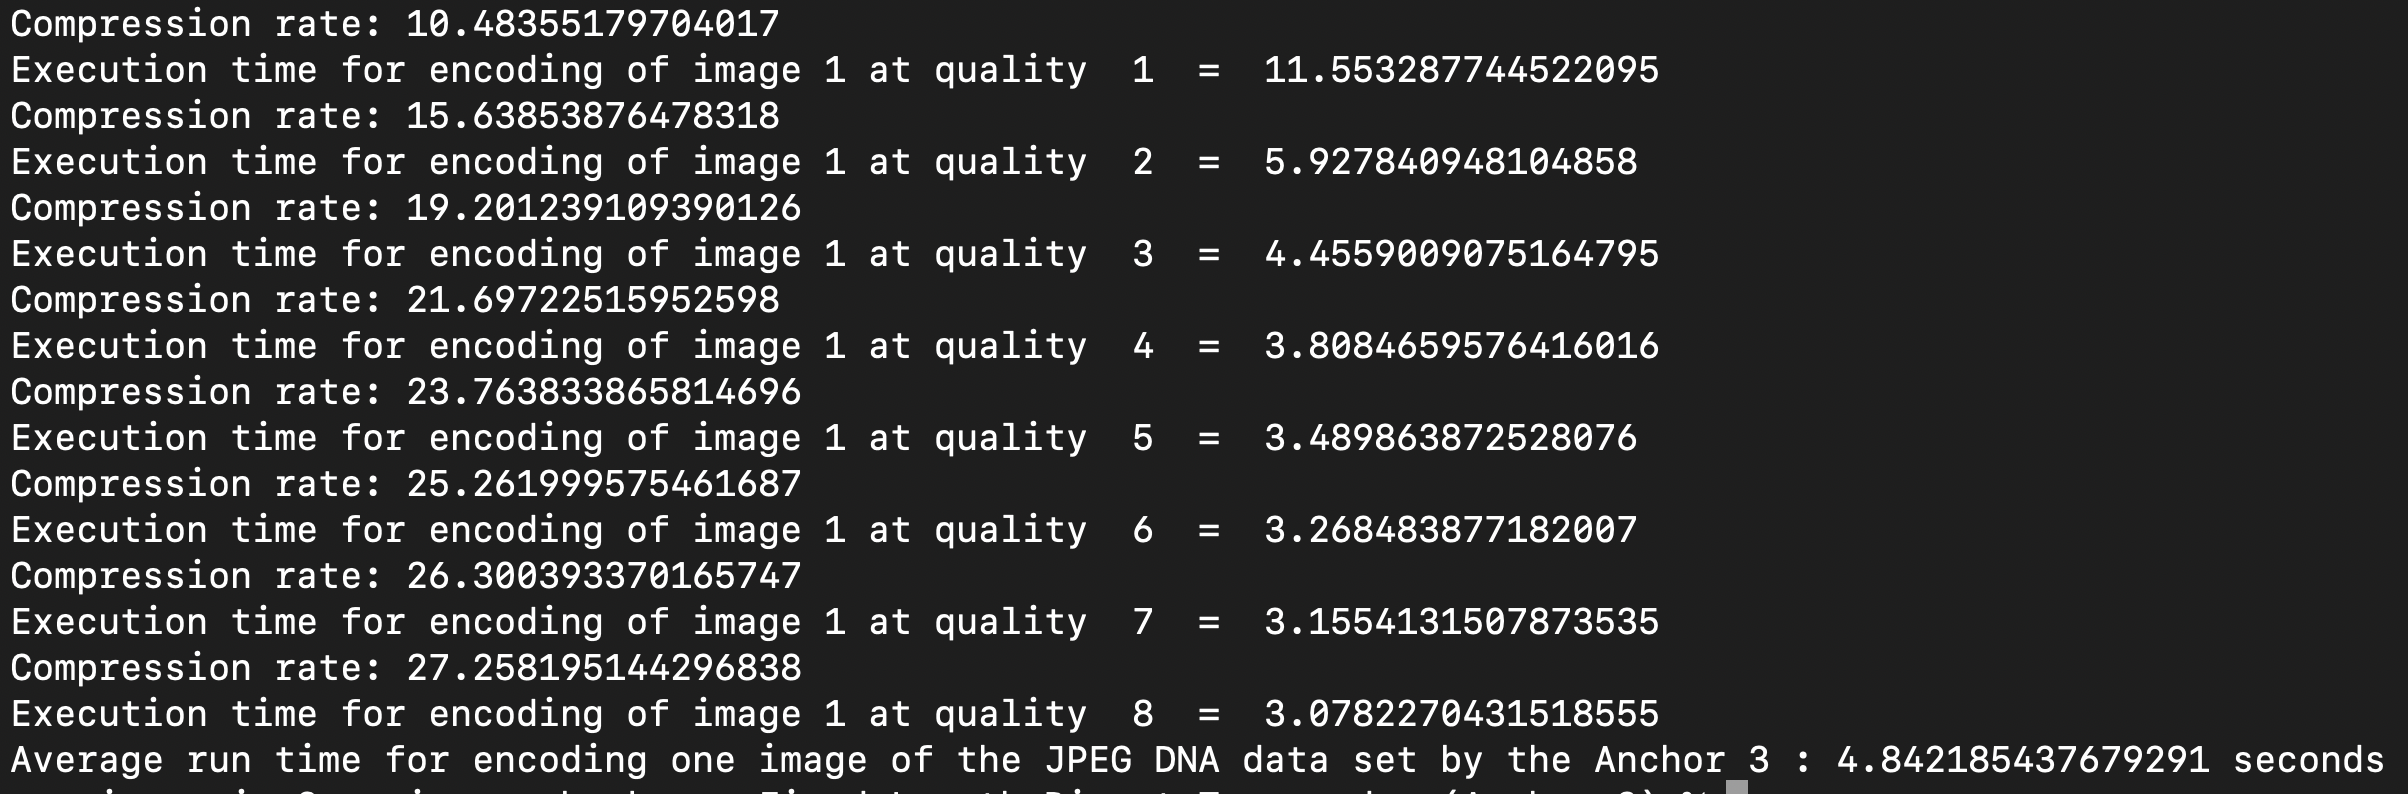 Compression rate: 10.48355179704017
Execution time for encoding of image 1 at quality  1  =  11.553287744522095
Compression rate: 15.63853876478318
Execution time for encoding of image 1 at quality  2  =  5.927840948104858
Compression rate: 19.201239109390126
Execution time for encoding of image 1 at quality  3  =  4.4559009075164795
Compression rate: 21.69722515952598
Execution time for encoding of image 1 at quality  4  =  3.8084659576416016
Compression rate: 23.763833865814696
Execution time for encoding of image 1 at quality  5  =  3.489863872528076
Compression rate: 25.261999575461687
Execution time for encoding of image 1 at quality  6  =  3.268483877182007
Compression rate: 26.300393370165747
Execution time for encoding of image 1 at quality  7  =  3.1554131507873535
Compression rate: 27.258195144296838
Execution time for encoding of image 1 at quality  8  =  3.0782270431518555
Average run time for encoding one image of the JPEG DNA data set by the Anchor 3 : 4.842185437679291 seconds